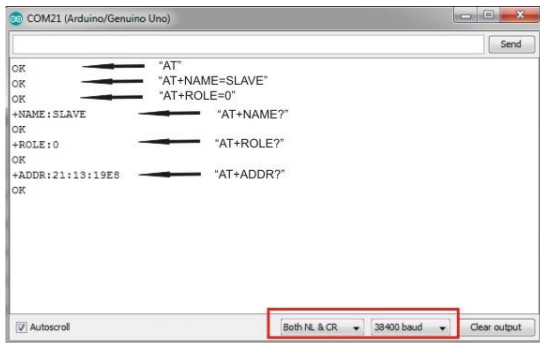 COM21 (Arduino/Genuino Uno)
Send
OK "AT"
OK "AT+NAME=SLAVE"
OK "AT+ROLE=0"
+NAME:SLAVE "AT+NAME?"
OK
+ROLE:0 "AT+ROLE?"
OK
+ADDR:21:13:19E8 "AT+ADDR?"
OK
Autoscroll Both NL & CR 38400 baud Clear output